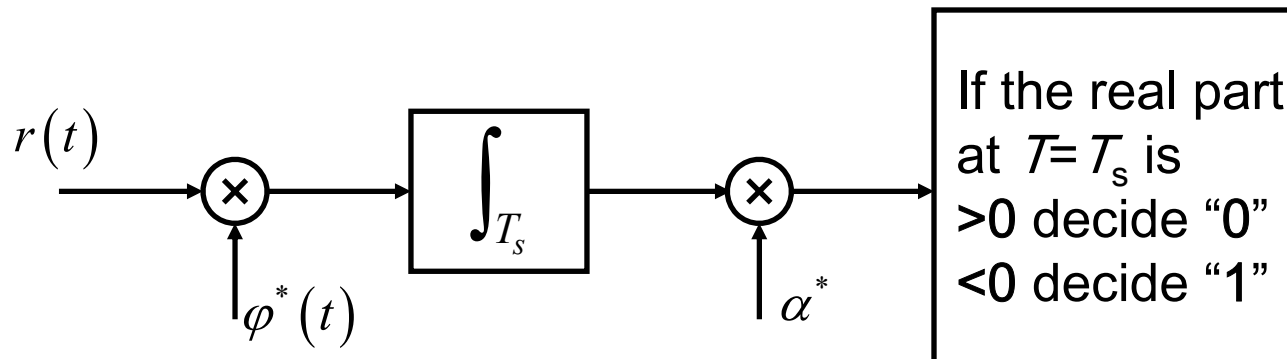 r(t)
φ*(t)
∫Ts
α*
If the real part
at T=Ts is
>0 decide “0”
<0 decide “1”